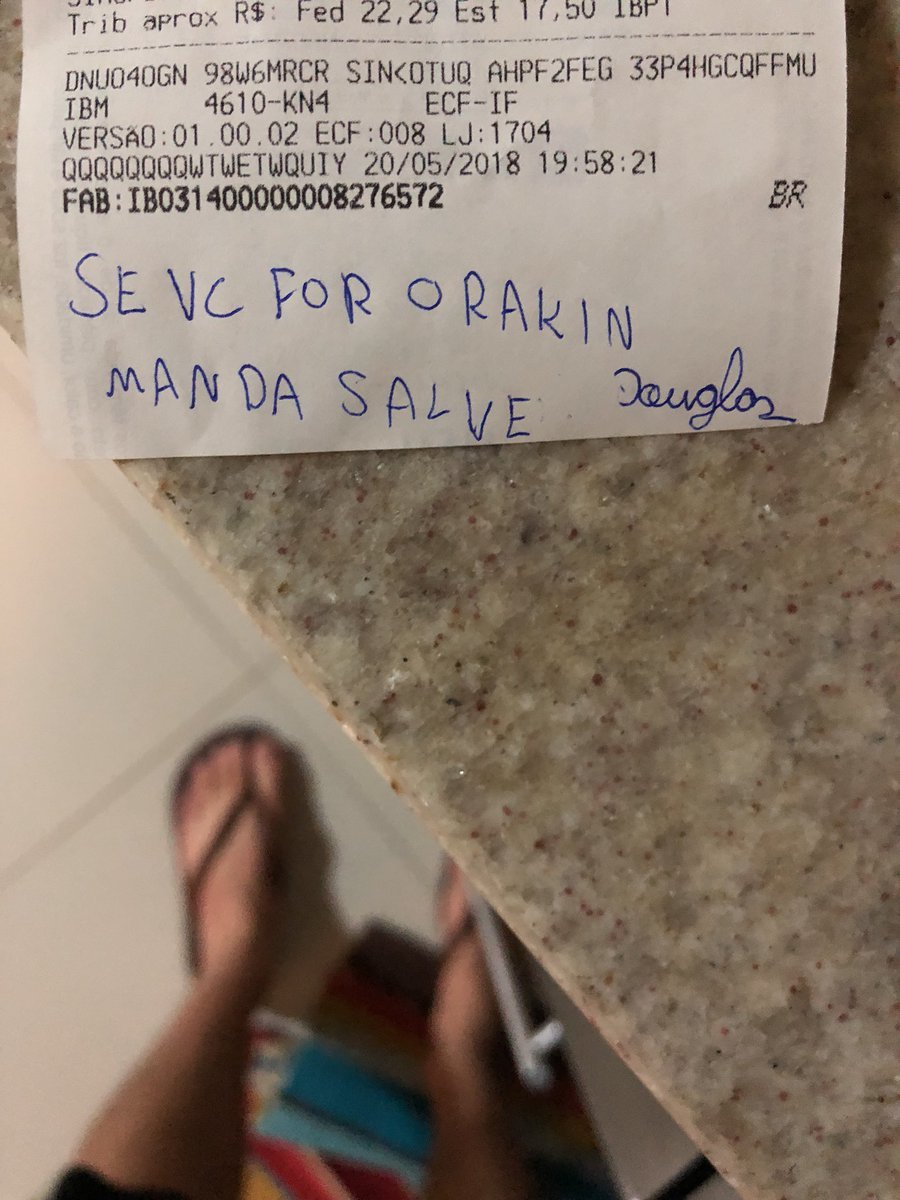 Trib aprox R$: Fed 22,29 Est 17,50 IBPT
DNUO4OGN 98W6MRCR SIN<OTUQ AHPF2FEG 33P4HGCQFFMU
IBM 4610-KN4 ECF-IF
VERSÃO:01.00.02 ECF:008 LJ:1704
QQQQQQQQWTWETWQUIY 20/05/2018 19:58:21
FAB:IBO314000000008276572 BR
SE VC FOR O RAKIN
MANDA SALVE. Douglas